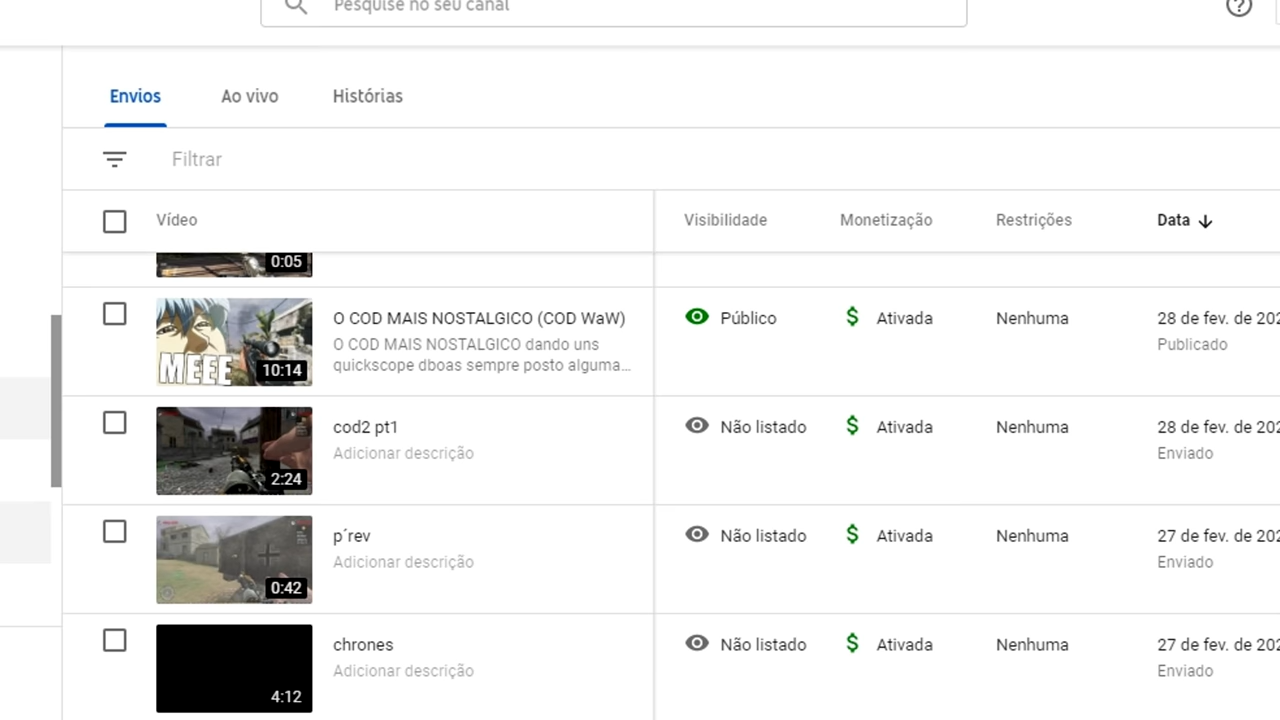 Pesquise no seu canal
Envios Ao vivo Histórias
Filtrar
Vídeo Visibilidade Monetização Restrições Data
0:05
O COD MAIS NOSTALGICO (COD WaW) Público $ Ativada Nenhuma 28 de fev. de 202
O COD MAIS NOSTALGICO dando uns Publicado
quickscope dboas sempre posto alguma...
MEEE
10:14
cod2 pt1 Não listado $ Ativada Nenhuma 28 de fev. de 202
Adicionar descrição Enviado
2:24
p´rev Não listado $ Ativada Nenhuma 27 de fev. de 202
Adicionar descrição Enviado
0:42
chrones Não listado $ Ativada Nenhuma 27 de fev. de 202
Adicionar descrição Enviado
4:12